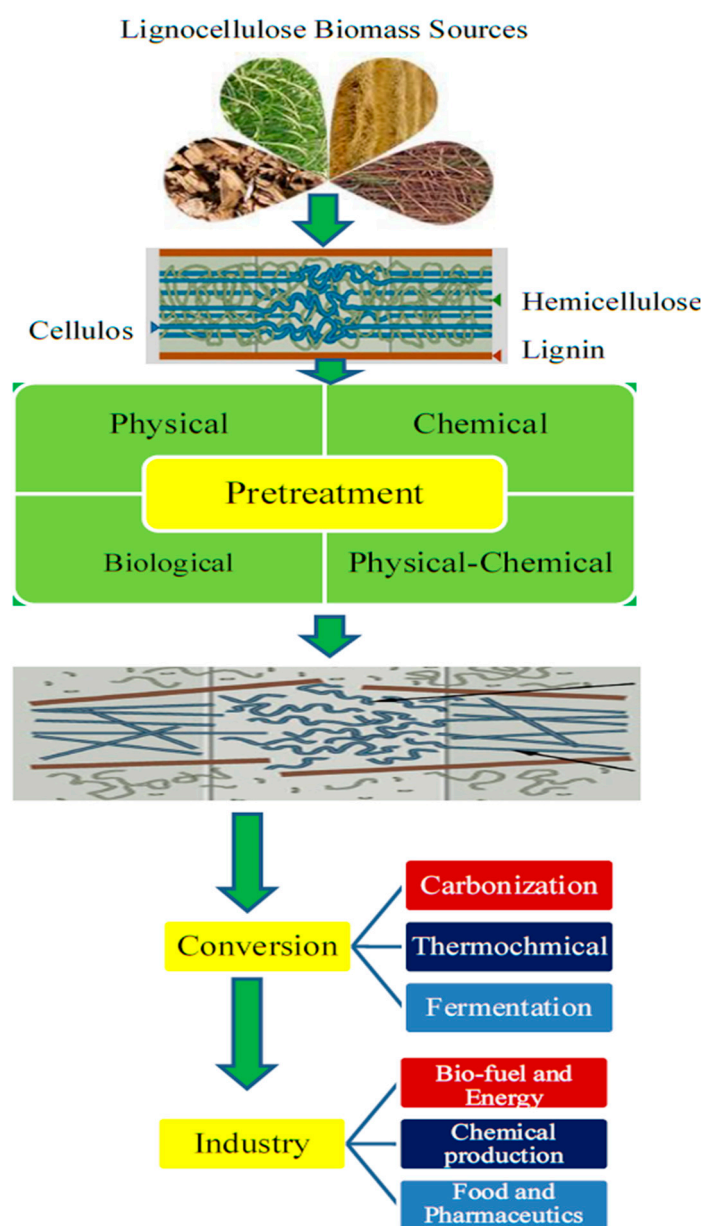 Lignocellulose Biomass Sources
Hemicellulose
Cellulos
Lignin
Physical
Chemical
Pretreatment
Biological
Physical-Chemical
Carbonization
Conversion
Thermochmical
Fermentation
Bio-fuel and
Energy
Industry
Chemical
production
Food and
Pharmaceutics